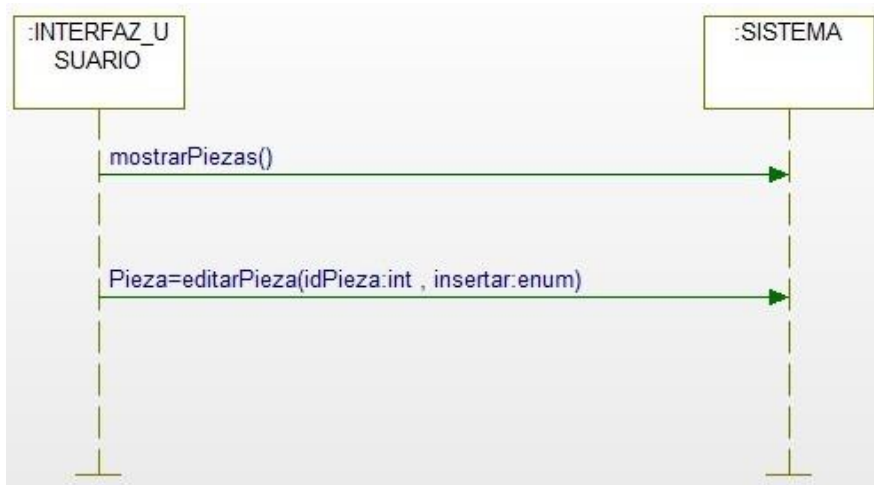 :INTERFAZ_U
SUARIO
:SISTEMA
mostrarPiezas()
Pieza=editarPieza(idPieza:int , insertar:enum)